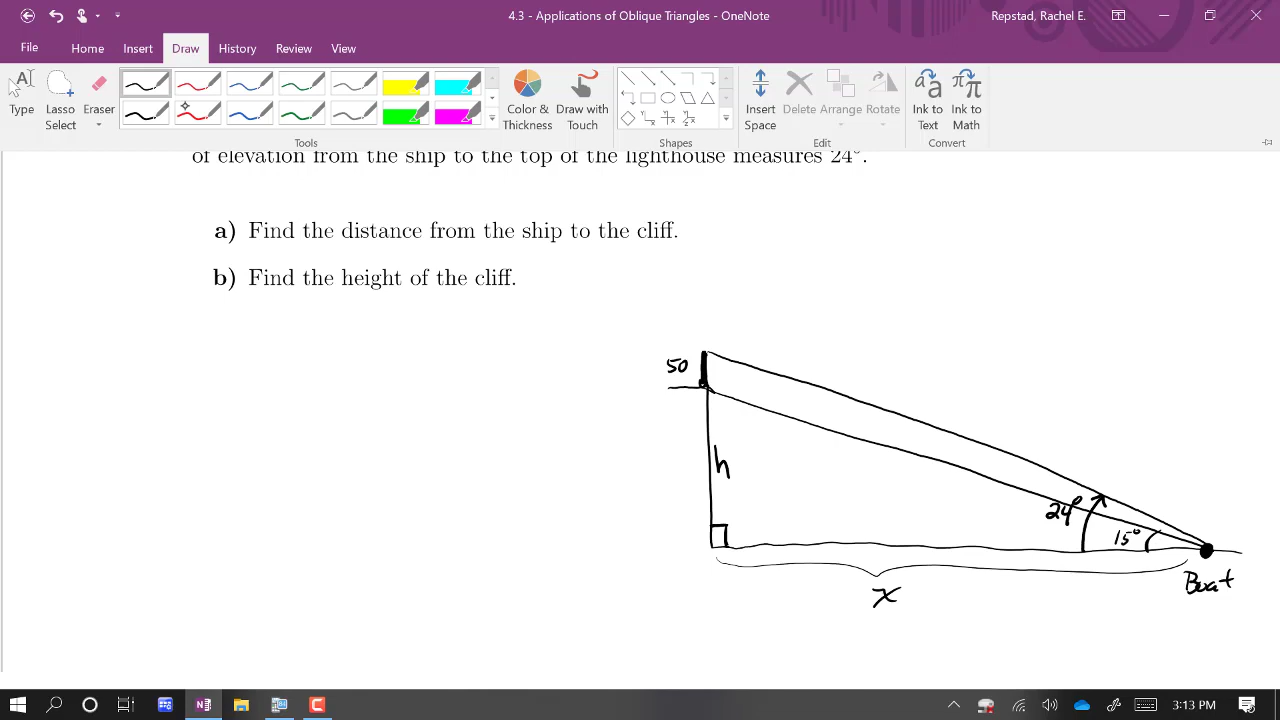 4.3 - Applications of Oblique Triangles - OneNote
Repstad, Rachel E.
File Home Insert Draw History Review View
Type
Lasso Select
Eraser
Color & Thickness
Draw with Touch
Insert Space
Delete
Arrange
Rotate
Ink to Text
Ink to Math
Tools
Shapes
Edit
Convert
of elevation from the ship to the top of the lighthouse measures 24°.
a) Find the distance from the ship to the cliff.
b) Find the height of the cliff.
50
h
24°
15°
Boat
x
3:13 PM